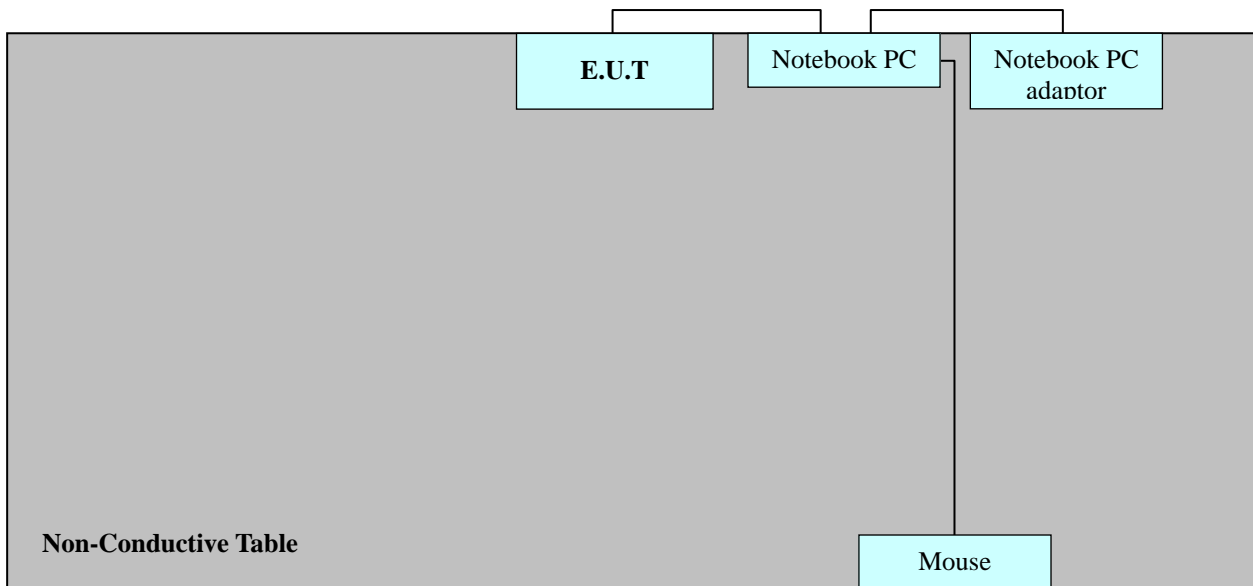 E.U.T
Notebook PC
Notebook PC
adaptor
Non-Conductive Table
Mouse